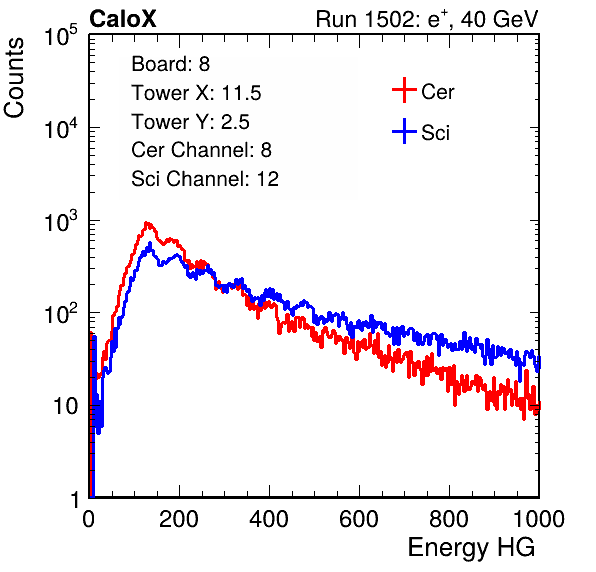 CaloX Run 1502: e⁺, 40 GeV
Counts
10⁵
10⁴
10³
10²
10
1
Board: 8
Tower X: 11.5
Tower Y: 2.5
Cer Channel: 8
Sci Channel: 12
Cer
Sci
0 200 400 600 800 1000
Energy HG